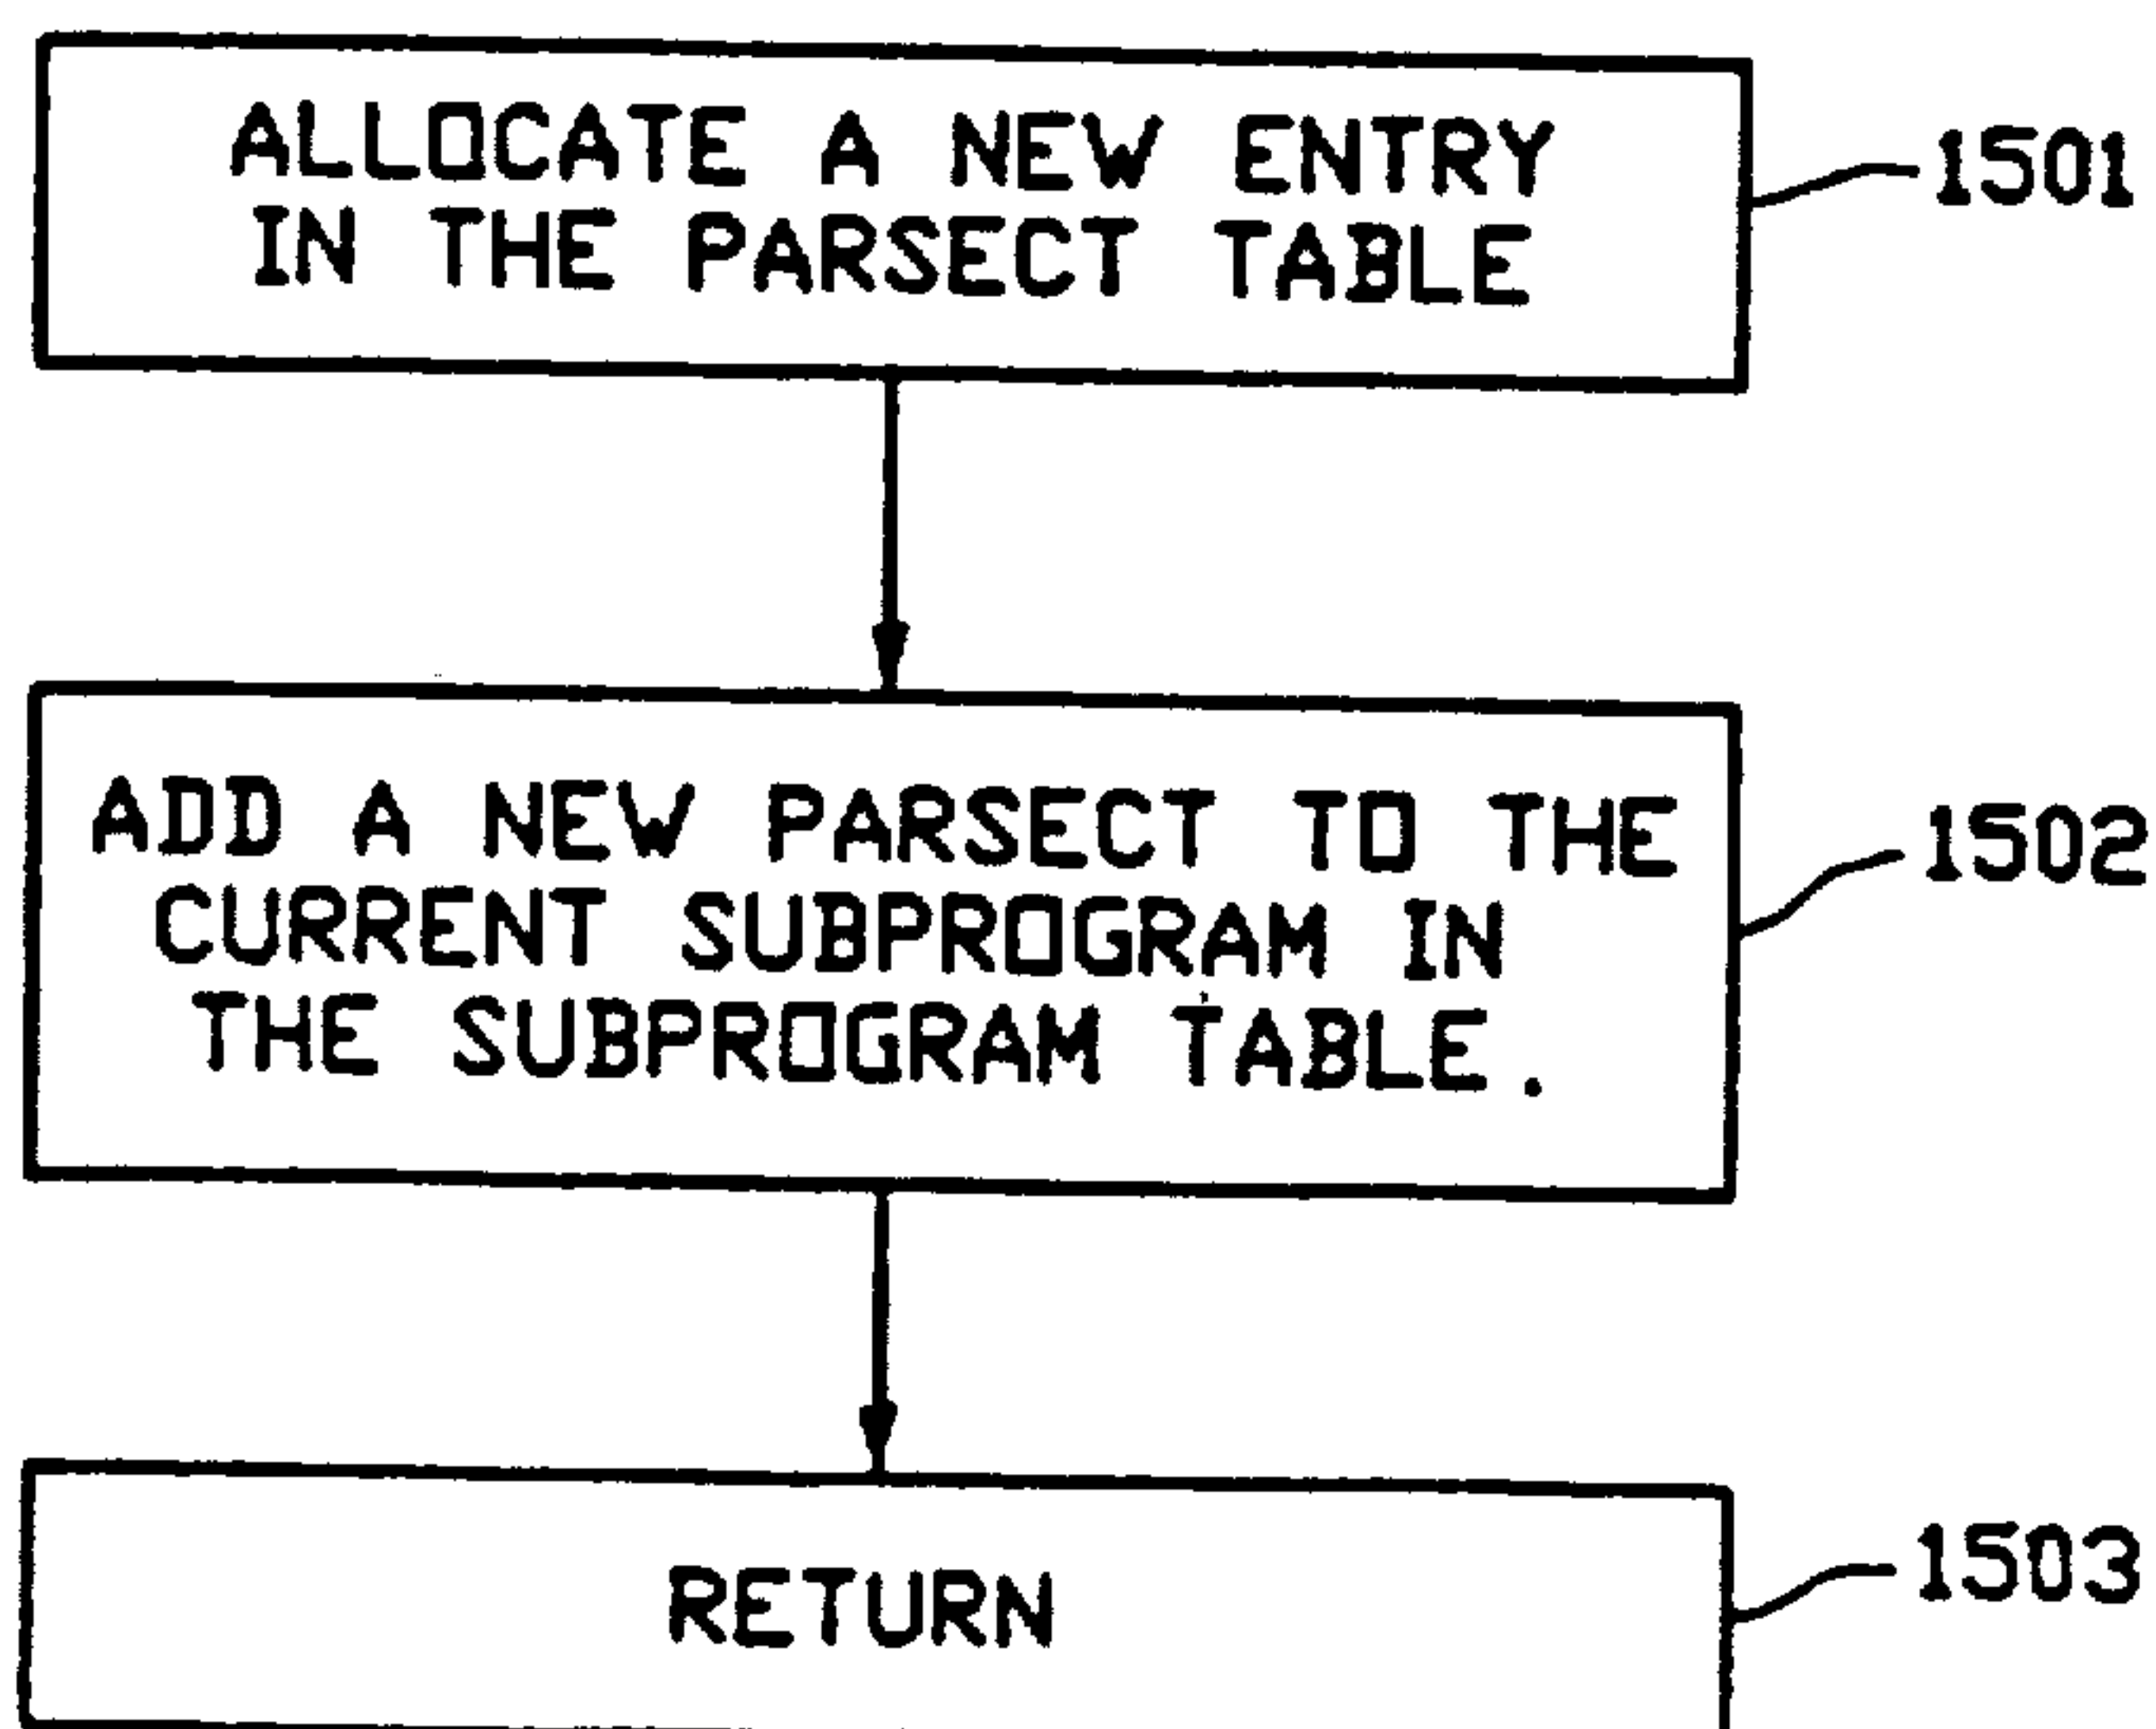 ALLOCATE A NEW ENTRY
IN THE PARSECT TABLE
1501
ADD A NEW PARSECT TO THE
CURRENT SUBPROGRAM IN
THE SUBPROGRAM TABLE.
1502
RETURN
1503